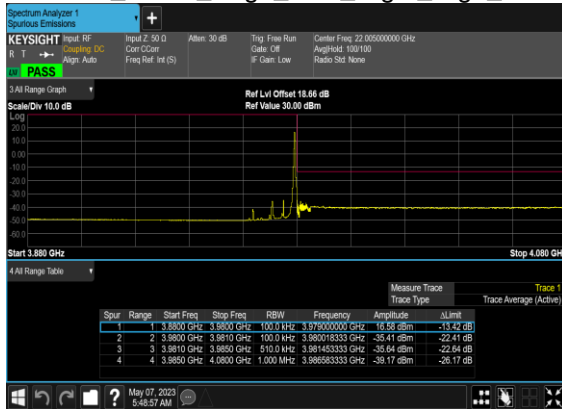 Spectrum Analyzer 1
Spurious Emissions
+
KEYSIGHT
R T
LV
PASS
Input: RF
Coupling: DC
Align: Auto
Input Z: 50 Ω
Corr CCorr
Freq Ref: Int (S)
Atten: 30 dB
Trig: Free Run
Gate: Off
IF Gain: Low
Center Freq: 22.005000000 GHz
Avg|Hold: 100/100
Radio Std: None
3 All Range Graph
Scale/Div 10.0 dB
Ref Lvl Offset 18.66 dB
Ref Value 30.00 dBm
Log
20.0
10.0
0.00
-10.0
-20.0
-30.0
-40.0
-50.0
-60.0
Start 3.880 GHz
Stop 4.080 GHz
4 All Range Table
Measure Trace Trace 1
Trace Type Trace Average (Active)
Spur Range Start Freq Stop Freq RBW Frequency Amplitude ΔLimit
1 1 3.8800 GHz 3.9800 GHz 100.0 kHz 3.979000000 GHz 16.58 dBm -13.42 dB
2 2 3.9800 GHz 3.9810 GHz 100.0 kHz 3.980018333 GHz -35.41 dBm -22.41 dB
3 3 3.9810 GHz 3.9850 GHz 510.0 kHz 3.981453333 GHz -35.64 dBm -22.64 dB
4 4 3.9850 GHz 4.0800 GHz 1.000 MHz 3.986583333 GHz -39.17 dBm -26.17 dB
?
May 07, 2023
5:48:57 AM